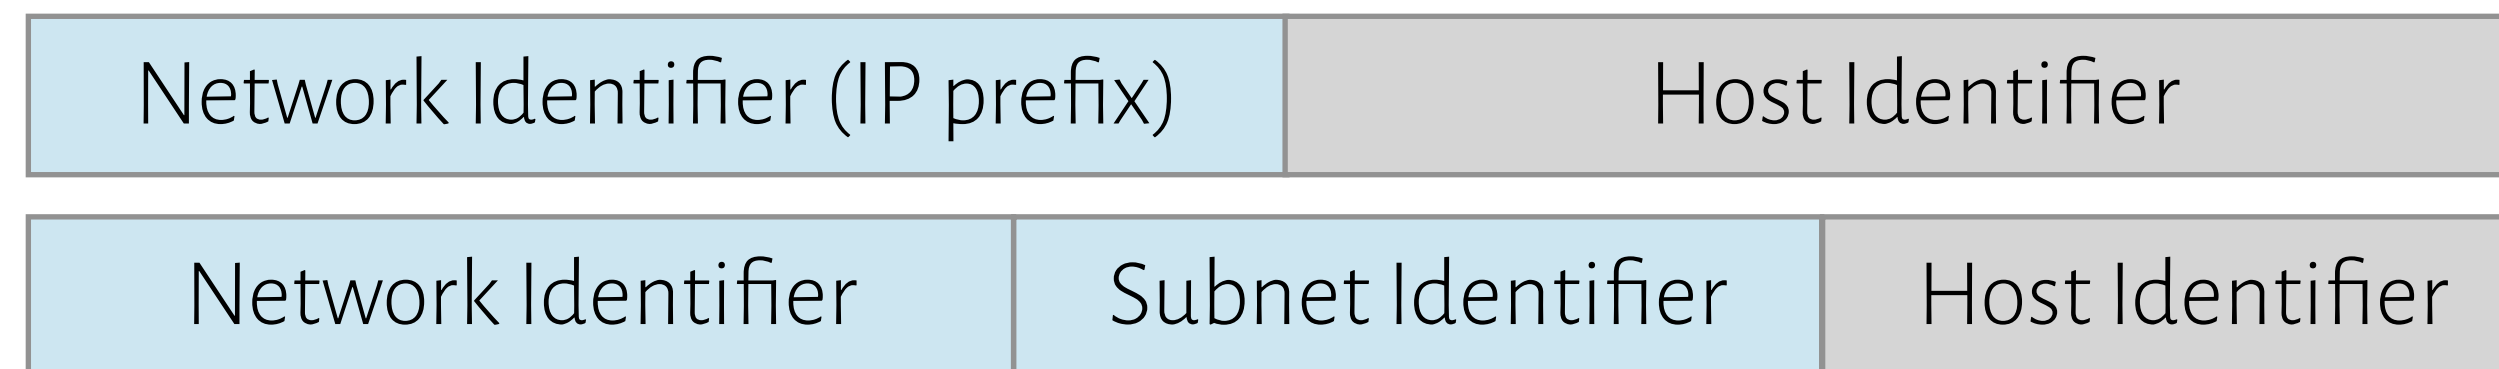 Network Identifier (IP prefix) Host Identifier
Network Identifier Subnet Identifier Host Identifier